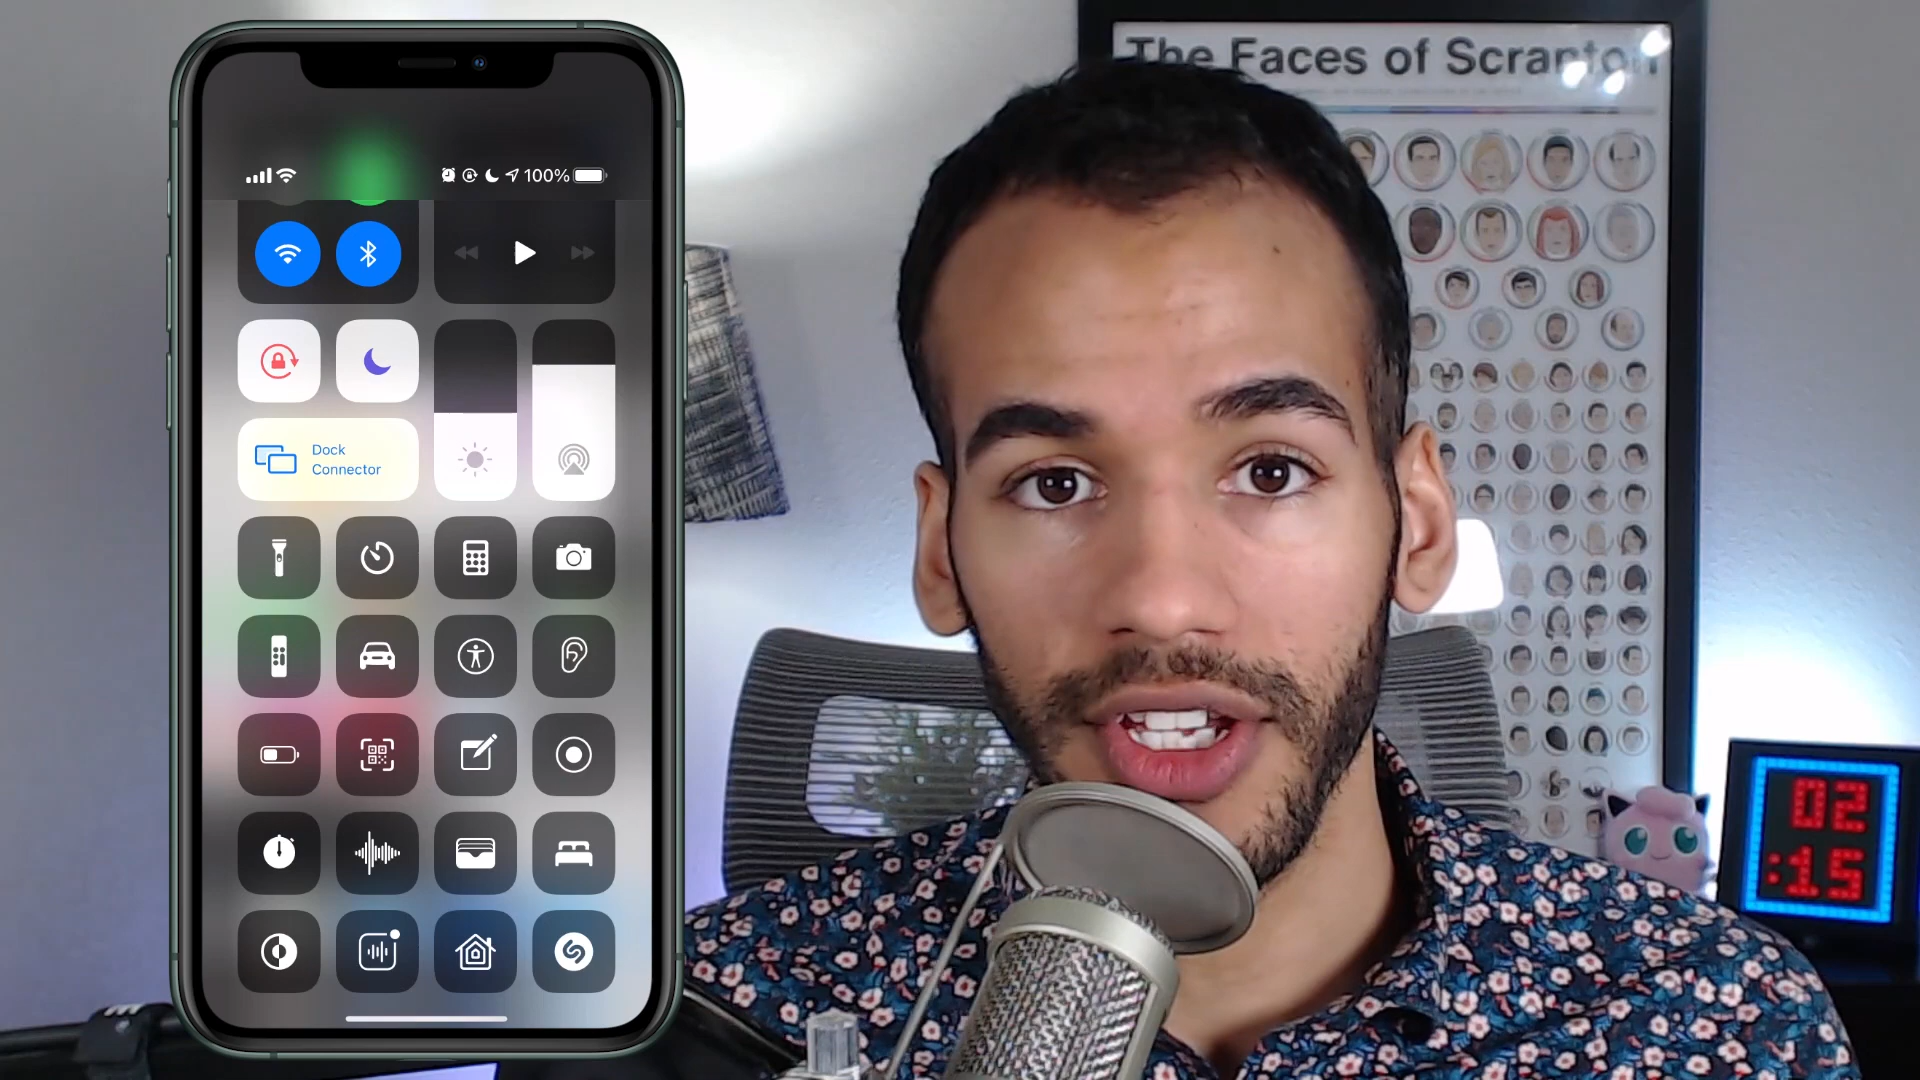 The Faces of Scranton
100%
Dock
Connector
02
:15